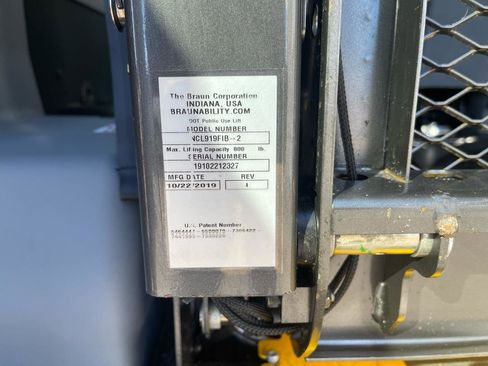 The Braun Corporation
INDIANA, USA
BRAUNABILITY.COM
DOT Public Use Lift
MODEL NUMBER
NCL919FIB-2
Max. Lifting Capacity 800 lb.
SERIAL NUMBER
19102212327
MFG DATE REV
10/22/2019 I
U.S. Patent Number